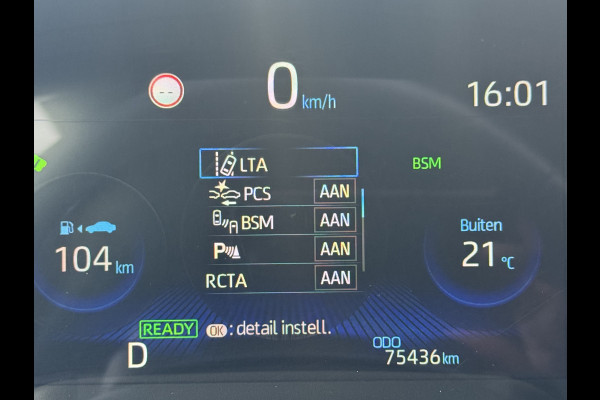 0 km/h
16:01
--
LTA
BSM
PCS AAN
BSM AAN
P AAN
RCTA AAN
104 km
Buiten
21 °C
READY OK : detail instell.
D
ODO
75436 km